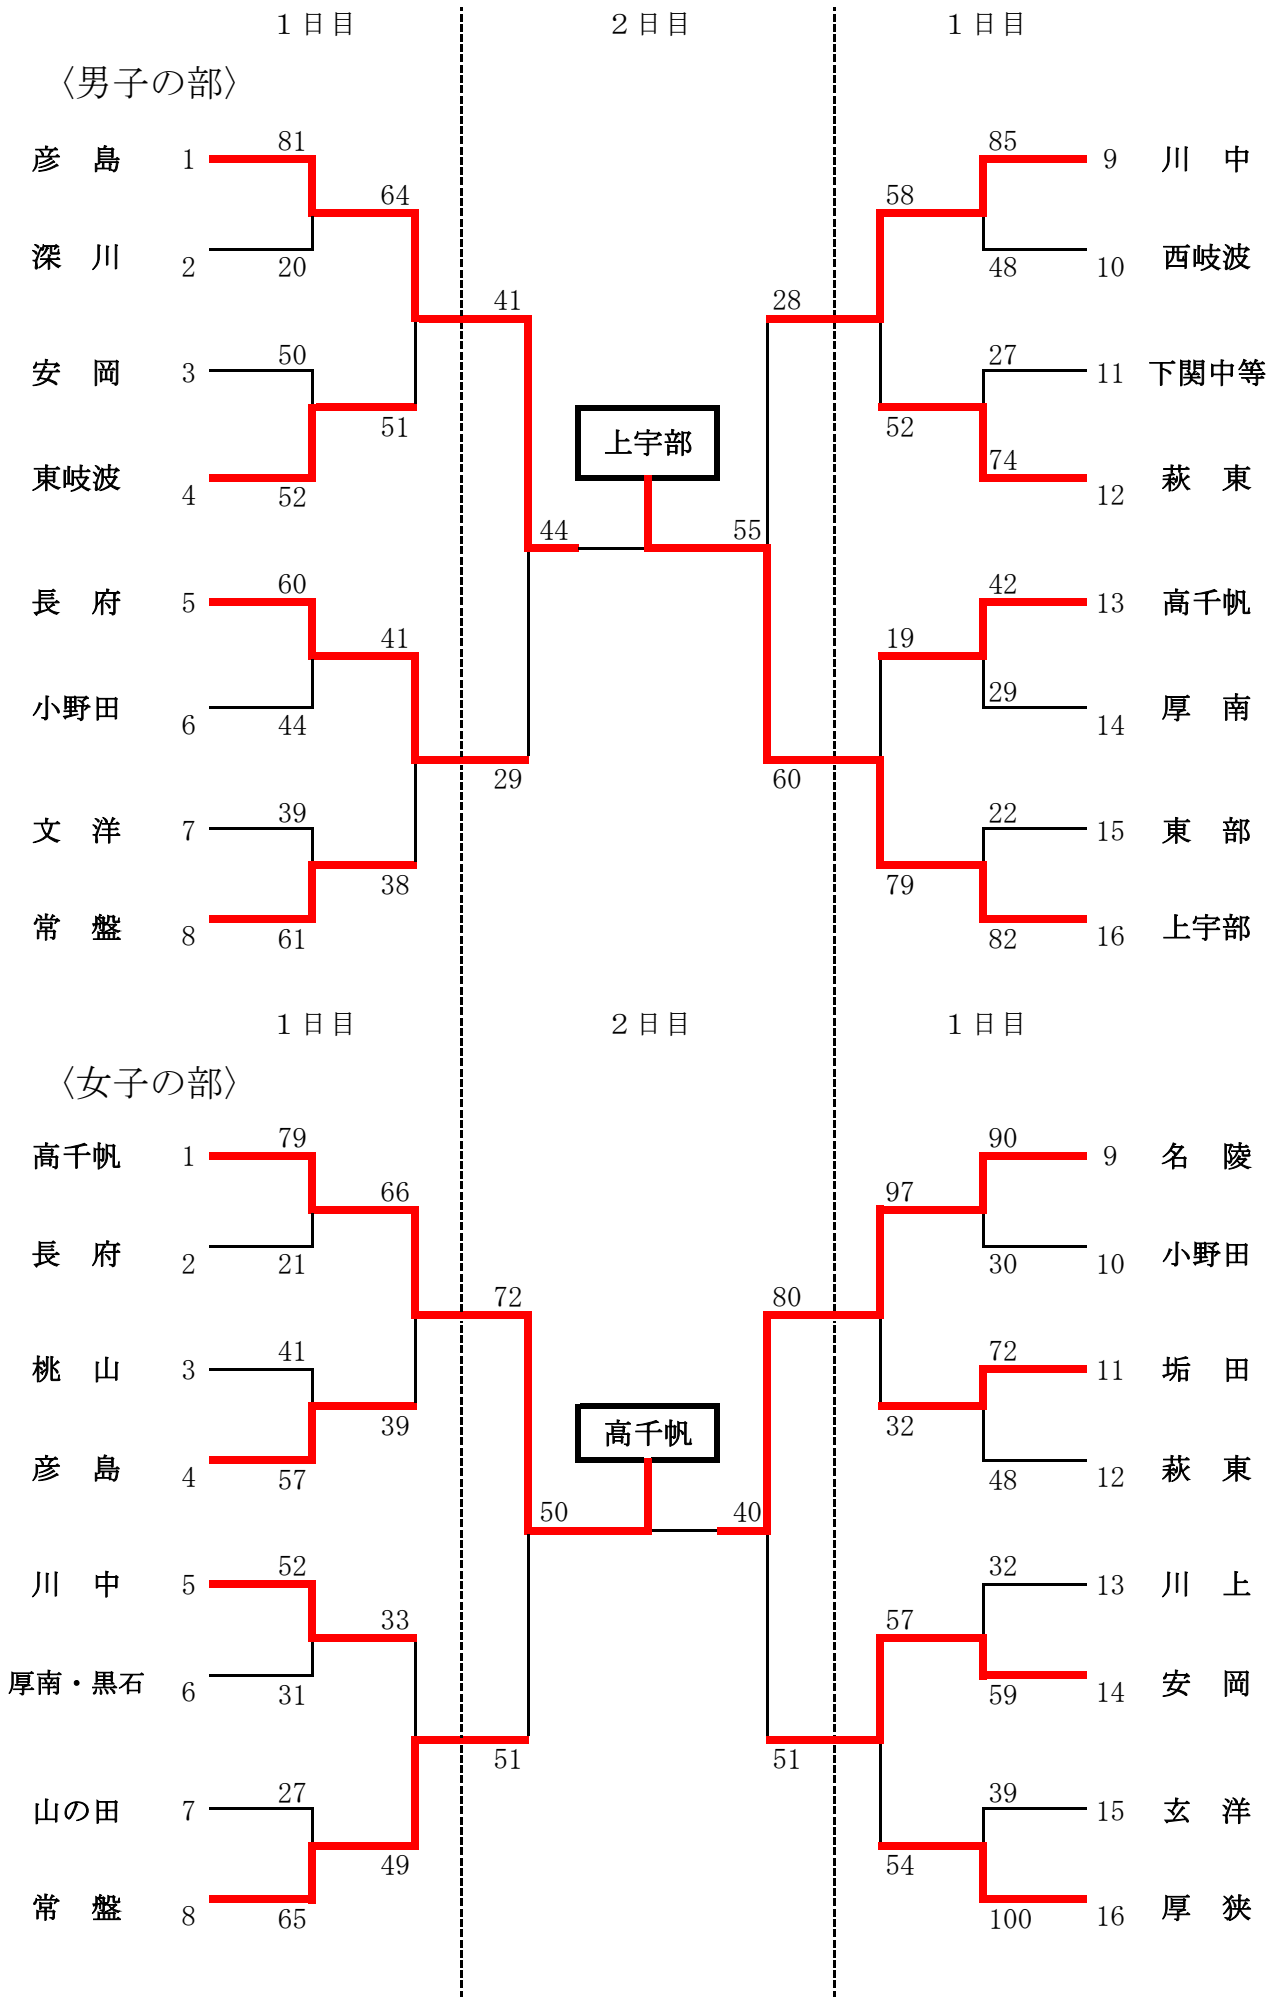 １日目　２日目　１日目
〈男子の部〉
81　85
彦　島　1　9　川　中
64　58
深　川　2　20　48　10　西岐波
41　28
50　27
安　岡　3　11　下関中等
51　52
上宇部
74
東岐波　4　52　12　萩　東
44　55
60　42
長　府　5　13　高千帆
41　19
29
小野田　6　44　14　厚　南
29　60
39　22
文　洋　7　15　東　部
38　79
常　盤　8　61　82　16　上宇部
１日目　２日目　１日目
〈女子の部〉
79　90
高千帆　1　9　名　陵
66　97
長　府　2　21　30　10　小野田
72　80
41　72
桃　山　3　11　垢　田
39　32
高千帆
彦　島　4　57　48　12　萩　東
50　40
52　32
川　中　5　13　川　上
33　57
厚南・黒石　6　31　59　14　安　岡
51　51
27　39
山の田　7　15　玄　洋
49　54
常　盤　8　65　100　16　厚　狭